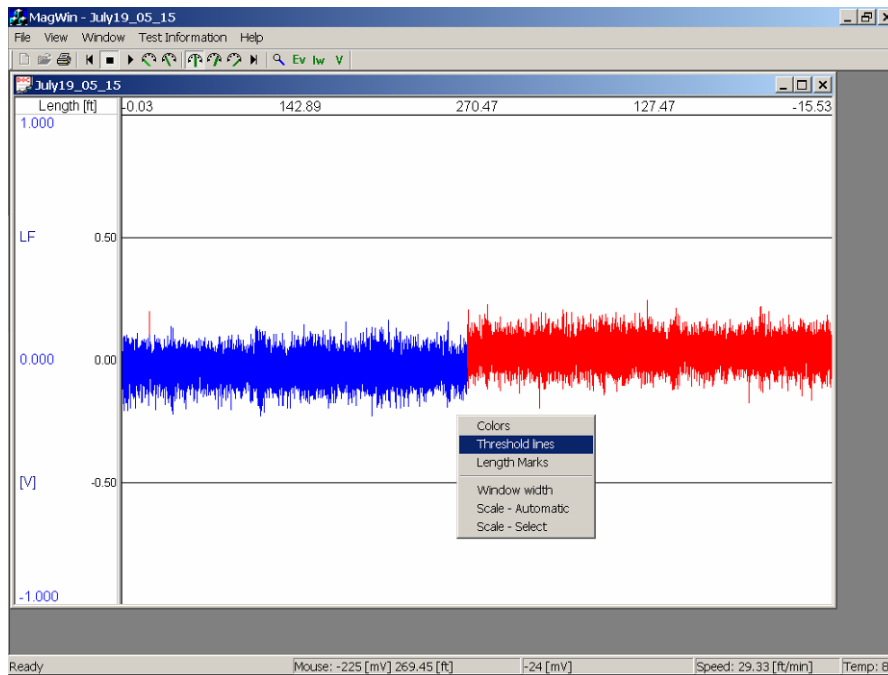 MagWin - July19_05_15
File View Window Test Information Help
Ev Iw V
July19_05_15
Length [ft] -0.03 142.89 270.47 127.47 -15.53
1.000
LF 0.50
0.000 0.00
Colors
Threshold lines
Length Marks
[V] -0.50
Window width
Scale - Automatic
Scale - Select
-1.000
Ready Mouse: -225 [mV] 269.45 [ft] -24 [mV] Speed: 29.33 [ft/min] Temp: 8